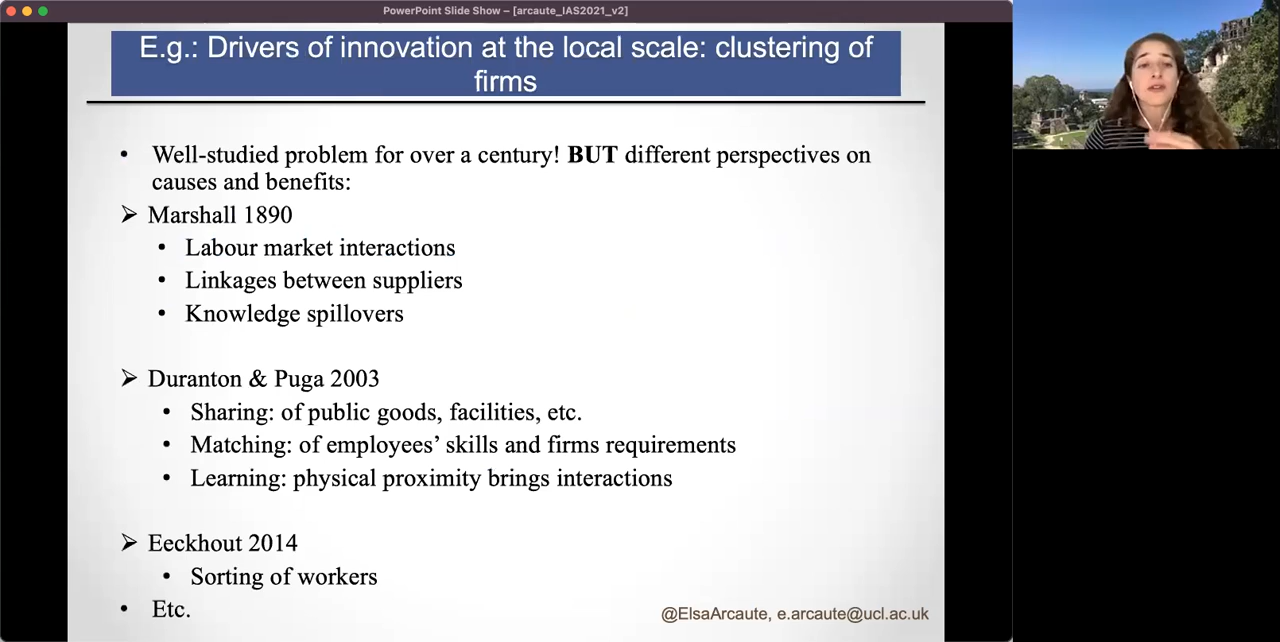 PowerPoint Slide Show – [arcaute_IAS2021_v2]
E.g.: Drivers of innovation at the local scale: clustering of
firms
• Well-studied problem for over a century! BUT different perspectives on
causes and benefits:
➢ Marshall 1890
• Labour market interactions
• Linkages between suppliers
• Knowledge spillovers
➢ Duranton & Puga 2003
• Sharing: of public goods, facilities, etc.
• Matching: of employees’ skills and firms requirements
• Learning: physical proximity brings interactions
➢ Eeckhout 2014
• Sorting of workers
• Etc.
@ElsaArcaute, e.arcaute@ucl.ac.uk